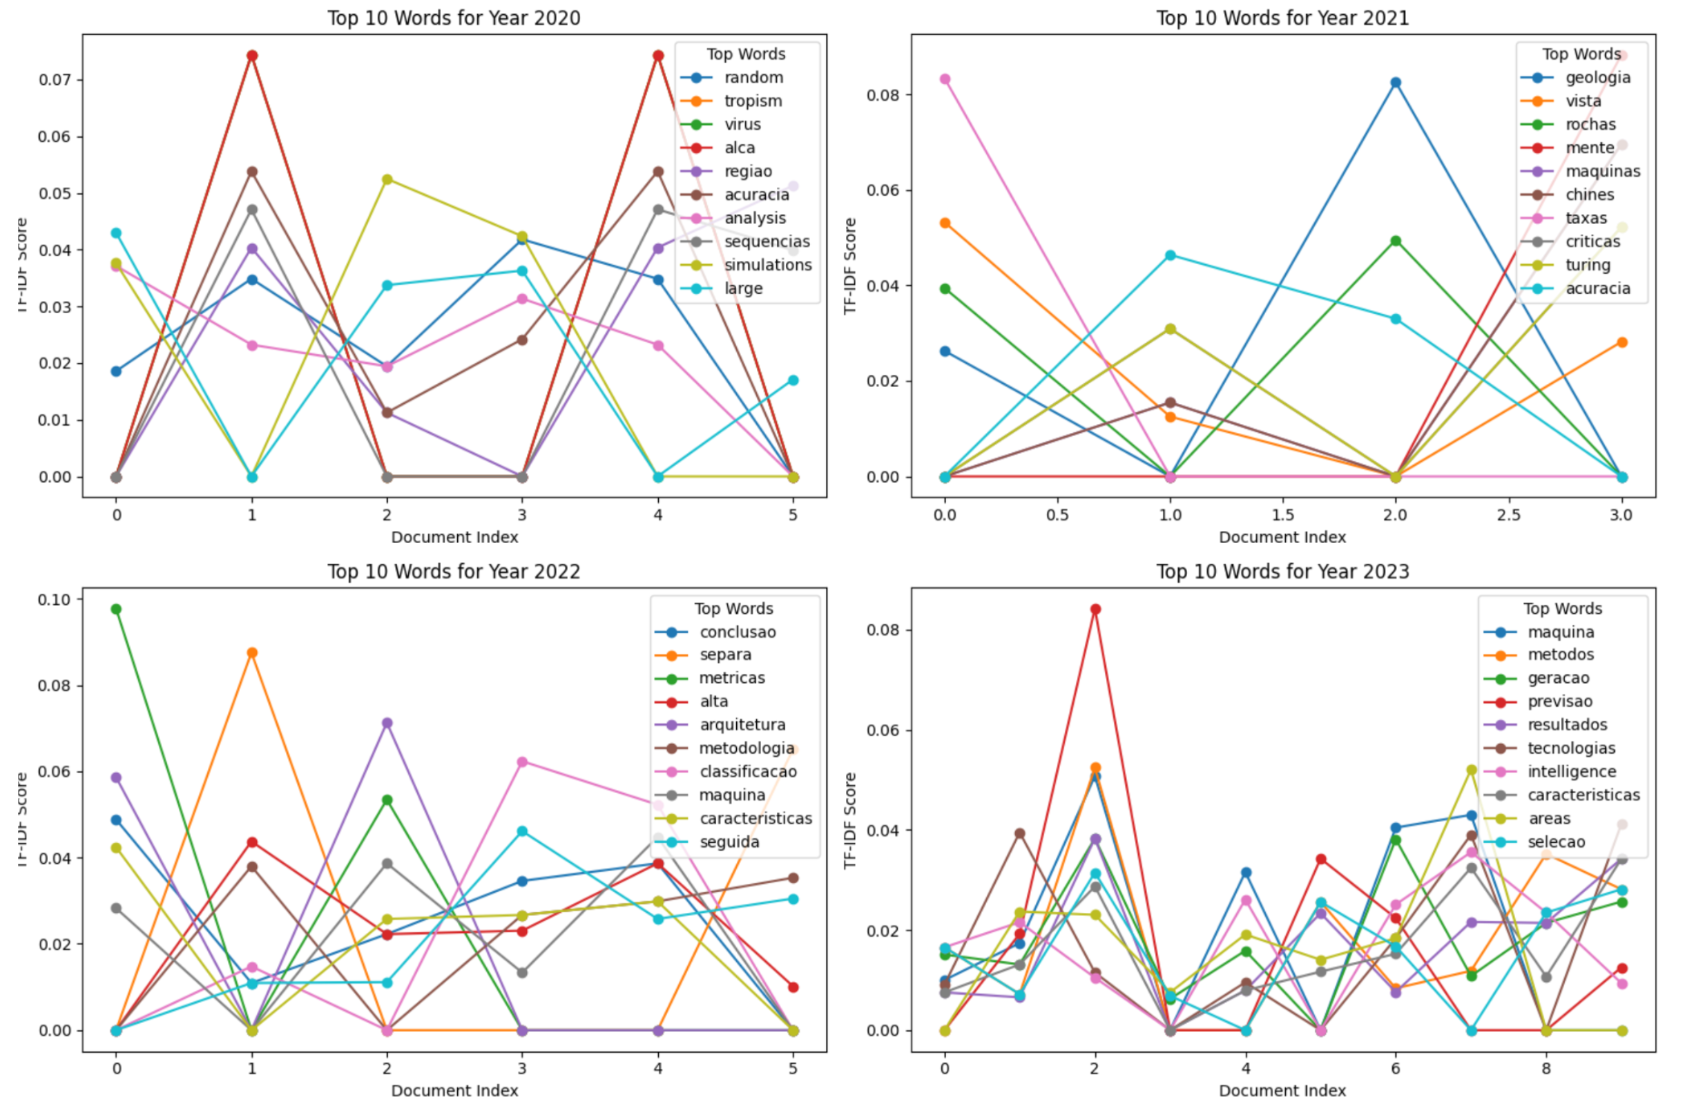 Top 10 Words for Year 2020
TF-IDF Score
0.07
0.06
0.05
0.04
0.03
0.02
0.01
0.00
Top Words
random
tropism
virus
alca
regiao
acuracia
analysis
sequencias
simulations
large
0 1 2 3 4 5
Document Index
Top 10 Words for Year 2021
TF-IDF Score
0.08
0.06
0.04
0.02
0.00
Top Words
geologia
vista
rochas
mente
maquinas
chines
taxas
criticas
turing
acuracia
0.0 0.5 1.0 1.5 2.0 2.5 3.0
Document Index
Top 10 Words for Year 2022
TF-IDF Score
0.10
0.08
0.06
0.04
0.02
0.00
Top Words
conclusao
separa
metricas
alta
arquitetura
metodologia
classificacao
maquina
caracteristicas
seguida
0 1 2 3 4 5
Document Index
Top 10 Words for Year 2023
TF-IDF Score
0.08
0.06
0.04
0.02
0.00
Top Words
maquina
metodos
geracao
previsao
resultados
tecnologias
intelligence
caracteristicas
areas
selecao
0 2 4 6 8
Document Index